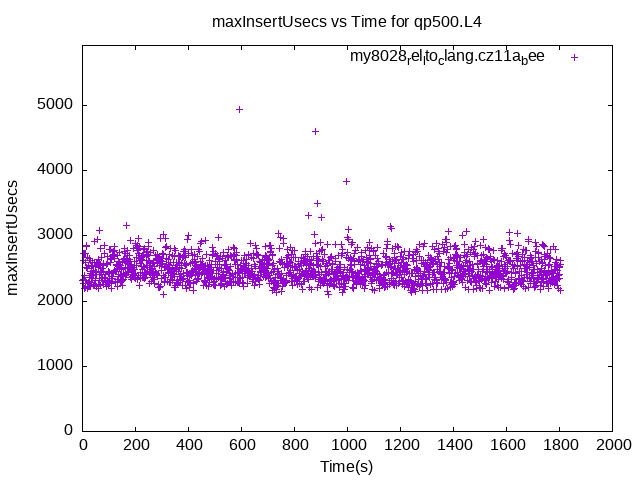 maxInsertUsecs vs Time for qp500.L4
my8028relltoclang.cz11abee
5000
4000
3000
2000
1000
0
maxInsertUsecs
0 200 400 600 800 1000 1200 1400 1600 1800 2000
Time(s)